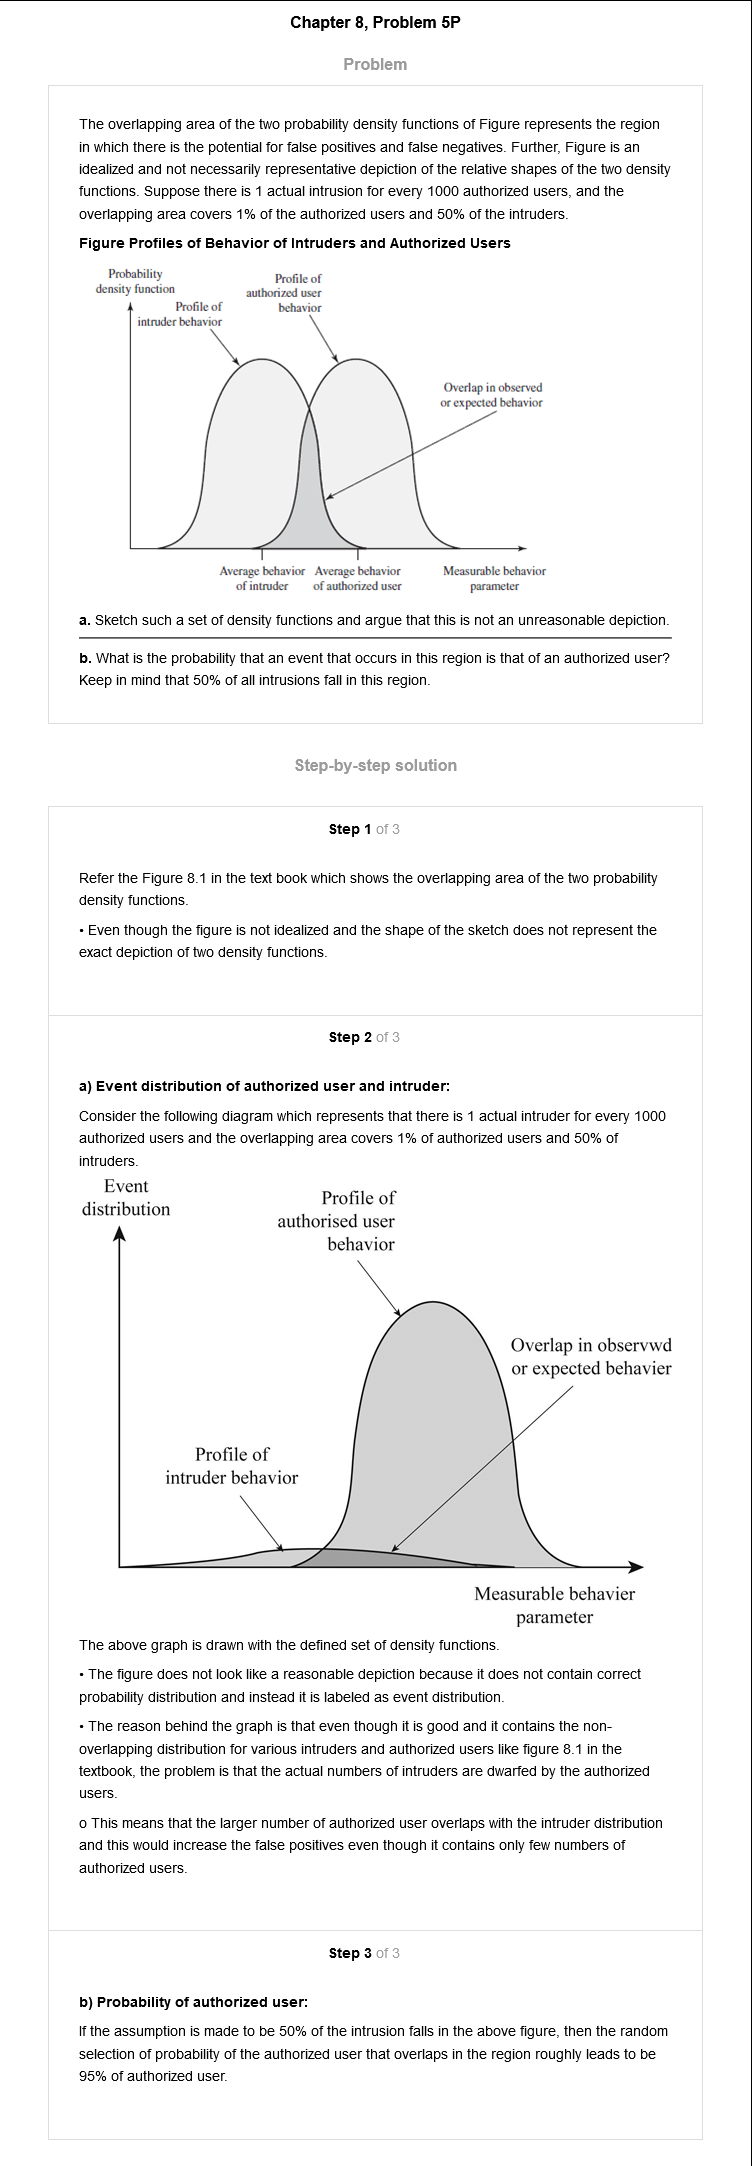 Chapter 8, Problem 5P
Problem
The overlapping area of the two probability density functions of Figure represents the region
in which there is the potential for false positives and false negatives. Further, Figure is an
idealized and not necessarily representative depiction of the relative shapes of the two density
functions. Suppose there is 1 actual intrusion for every 1000 authorized users, and the
overlapping area covers 1% of the authorized users and 50% of the intruders.
Figure Profiles of Behavior of Intruders and Authorized Users
Probability
density function
Profile of
intruder behavior
Profile of
authorized user
behavior
Overlap in observed
or expected behavior
Average behavior
of intruder
Average behavior
of authorized user
Measurable behavior
parameter
a. Sketch such a set of density functions and argue that this is not an unreasonable depiction.
b. What is the probability that an event that occurs in this region is that of an authorized user?
Keep in mind that 50% of all intrusions fall in this region.
Step-by-step solution
Step 1 of 3
Refer the Figure 8.1 in the text book which shows the overlapping area of the two probability
density functions.
• Even though the figure is not idealized and the shape of the sketch does not represent the
exact depiction of two density functions.
Step 2 of 3
a) Event distribution of authorized user and intruder:
Consider the following diagram which represents that there is 1 actual intruder for every 1000
authorized users and the overlapping area covers 1% of authorized users and 50% of
intruders.
Event
distribution
Profile of
authorised user
behavior
Overlap in observwd
or expected behavier
Profile of
intruder behavior
Measurable behavier
parameter
The above graph is drawn with the defined set of density functions.
• The figure does not look like a reasonable depiction because it does not contain correct
probability distribution and instead it is labeled as event distribution.
• The reason behind the graph is that even though it is good and it contains the non-
overlapping distribution for various intruders and authorized users like figure 8.1 in the
textbook, the problem is that the actual numbers of intruders are dwarfed by the authorized
users.
o This means that the larger number of authorized user overlaps with the intruder distribution
and this would increase the false positives even though it contains only few numbers of
authorized users.
Step 3 of 3
b) Probability of authorized user:
If the assumption is made to be 50% of the intrusion falls in the above figure, then the random
selection of probability of the authorized user that overlaps in the region roughly leads to be
95% of authorized user.